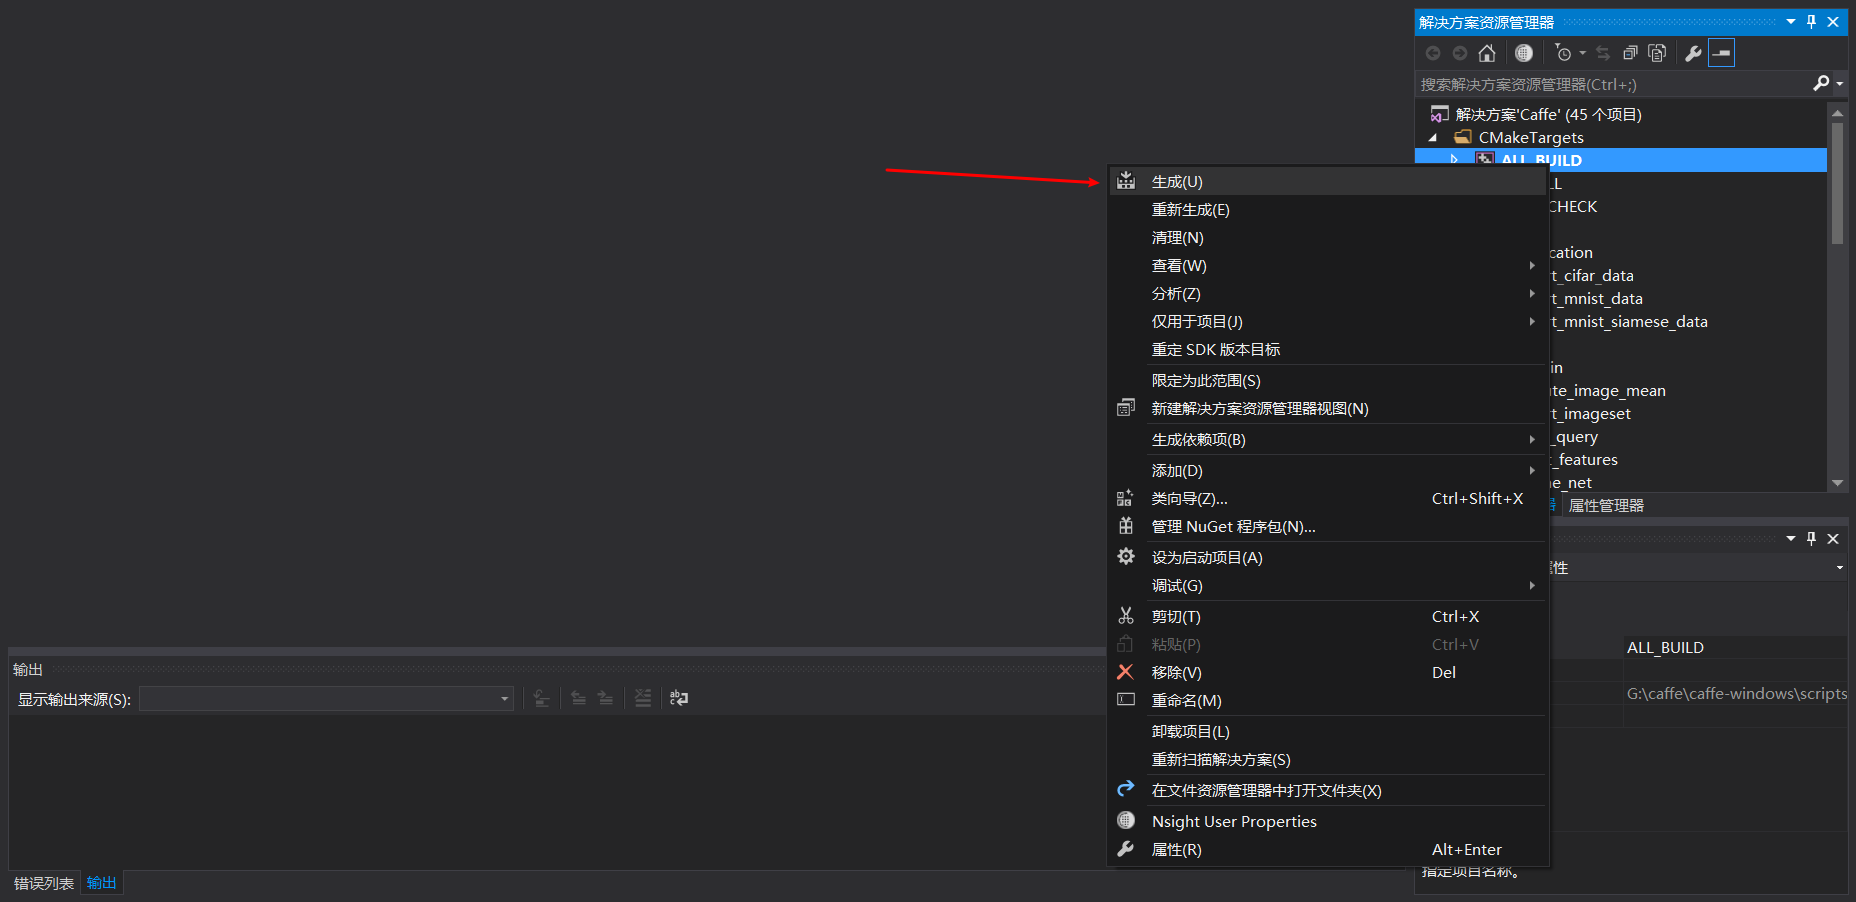 解决方案资源管理器
搜索解决方案资源管理器(Ctrl+;)
解决方案'Caffe' (45 个项目)
CMakeTargets
ALL_BUILD
LL
CHECK
cation
t_cifar_data
t_mnist_data
t_mnist_siamese_data
in
ute_image_mean
t_imageset
_query
t_features
ne_net
属性管理器
生成(U)
重新生成(E)
清理(N)
查看(W)
分析(Z)
仅用于项目(J)
重定 SDK 版本目标
限定为此范围(S)
新建解决方案资源管理器视图(N)
生成依赖项(B)
添加(D)
类向导(Z)... Ctrl+Shift+X
管理 NuGet 程序包(N)...
设为启动项目(A)
调试(G)
剪切(T) Ctrl+X
粘贴(P) Ctrl+V
移除(V) Del
重命名(M)
卸载项目(L)
重新扫描解决方案(S)
在文件资源管理器中打开文件夹(X)
Nsight User Properties
属性(R) Alt+Enter
性
ALL_BUILD
G:\caffe\caffe-windows\scripts
指定项目名称。
输出
显示输出来源(S):
错误列表 输出